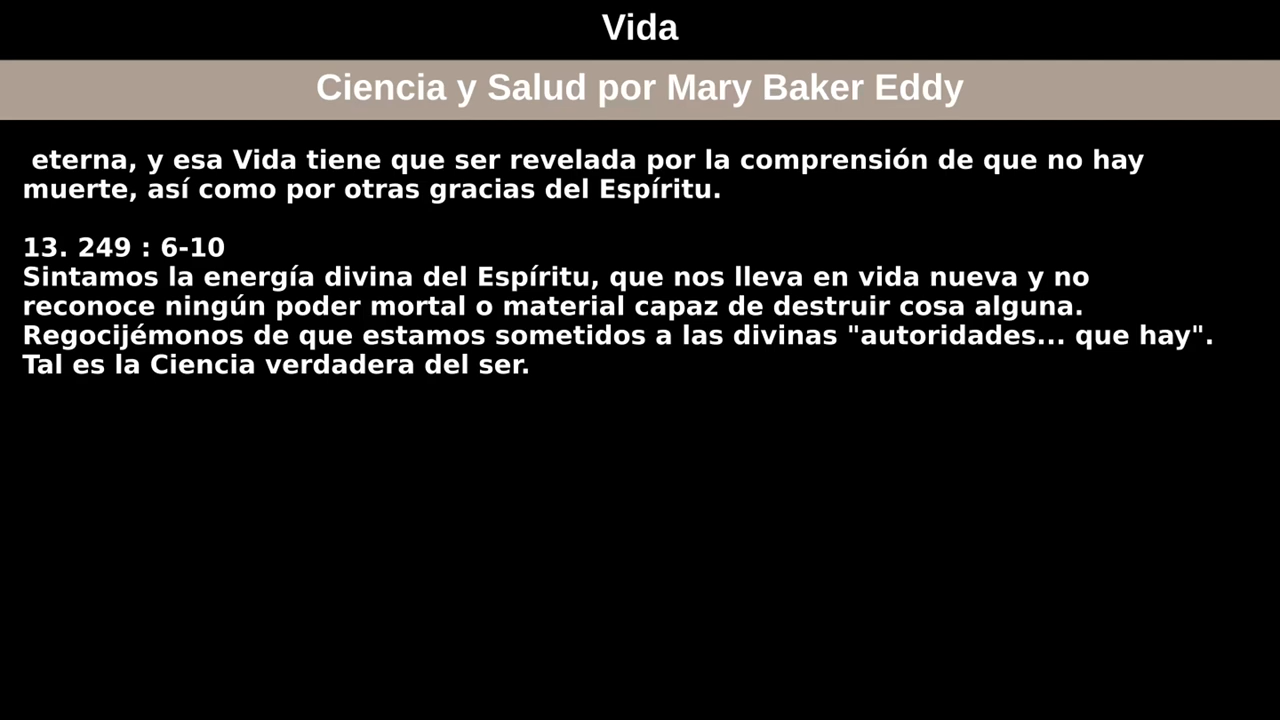 Vida
Ciencia y Salud por Mary Baker Eddy
eterna, y esa Vida tiene que ser revelada por la comprensión de que no hay
muerte, así como por otras gracias del Espíritu.
13. 249 : 6-10
Sintamos la energía divina del Espíritu, que nos lleva en vida nueva y no
reconoce ningún poder mortal o material capaz de destruir cosa alguna.
Regocijémonos de que estamos sometidos a las divinas "autoridades... que hay".
Tal es la Ciencia verdadera del ser.